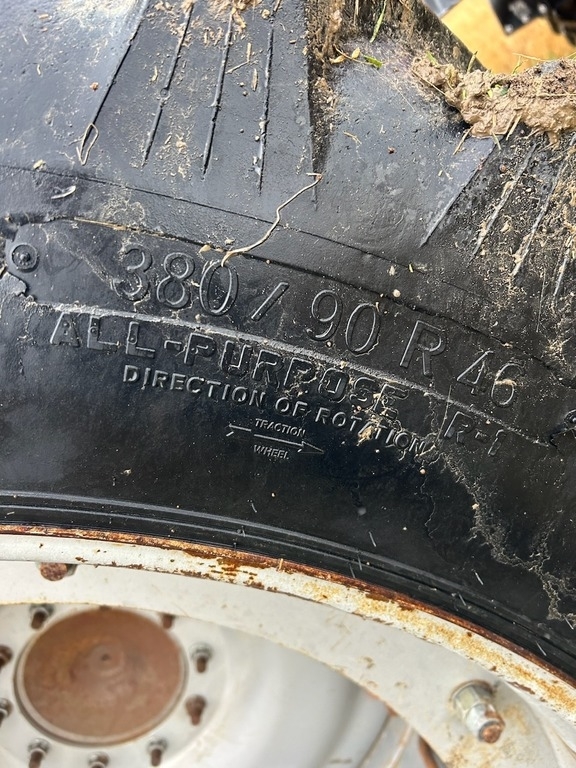 380/90 R 46
ALL-PURPOSE R-1
DIRECTION OF ROTATION
TRACTION
WHEEL